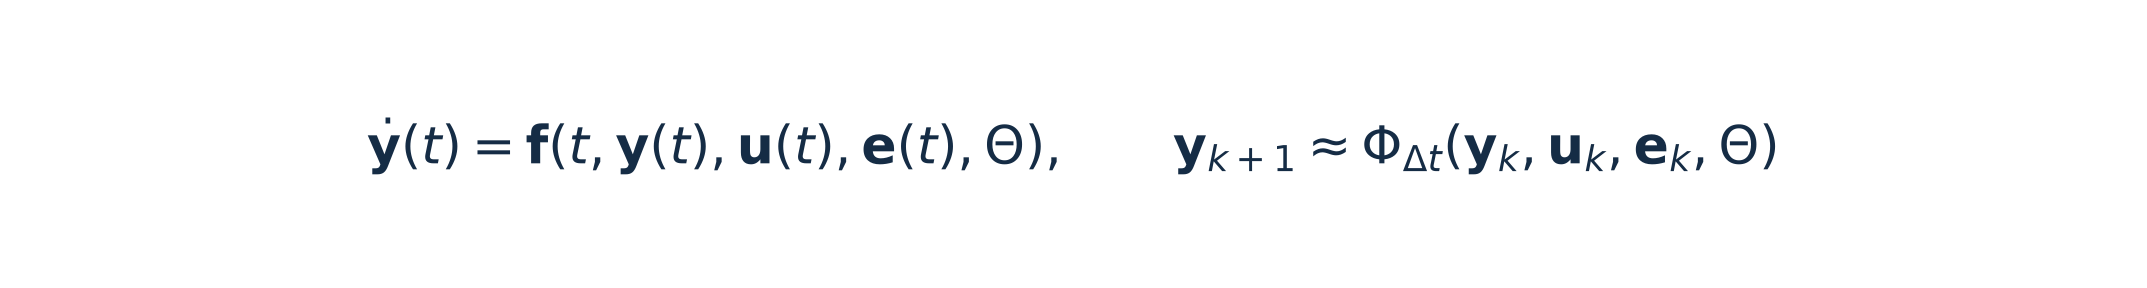 ẏ(t) = f(t, y(t), u(t), e(t), Θ), y_{k+1} ≈ Φ_{Δt}(y_k, u_k, e_k, Θ)